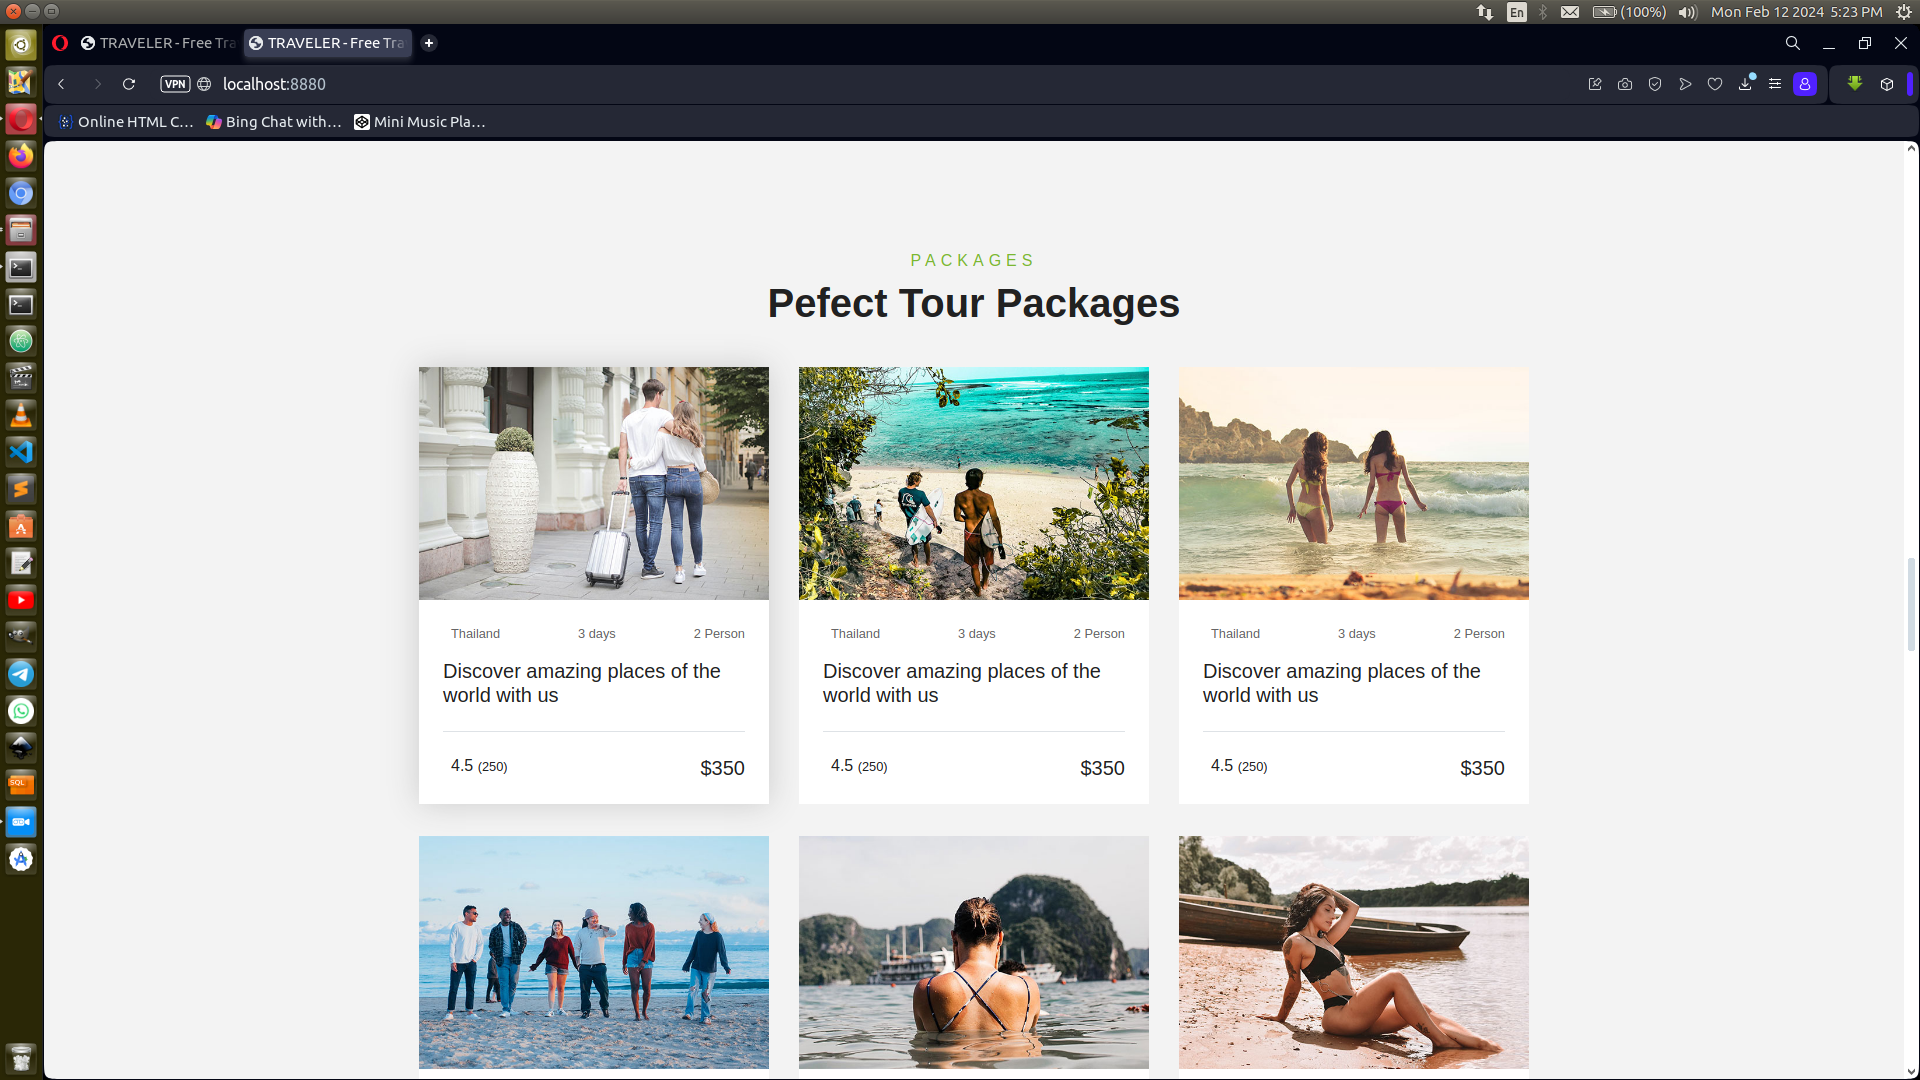 En
(100%)
Mon Feb 12 2024 5:23 PM
TRAVELER - Free Tra
TRAVELER - Free Tra
VPN
localhost:8880
Online HTML C...
Bing Chat with...
Mini Music Pla...
PACKAGES
Pefect Tour Packages
Thailand 3 days 2 Person
Discover amazing places of the
world with us
4.5 (250) $350
Thailand 3 days 2 Person
Discover amazing places of the
world with us
4.5 (250) $350
Thailand 3 days 2 Person
Discover amazing places of the
world with us
4.5 (250) $350
SQL